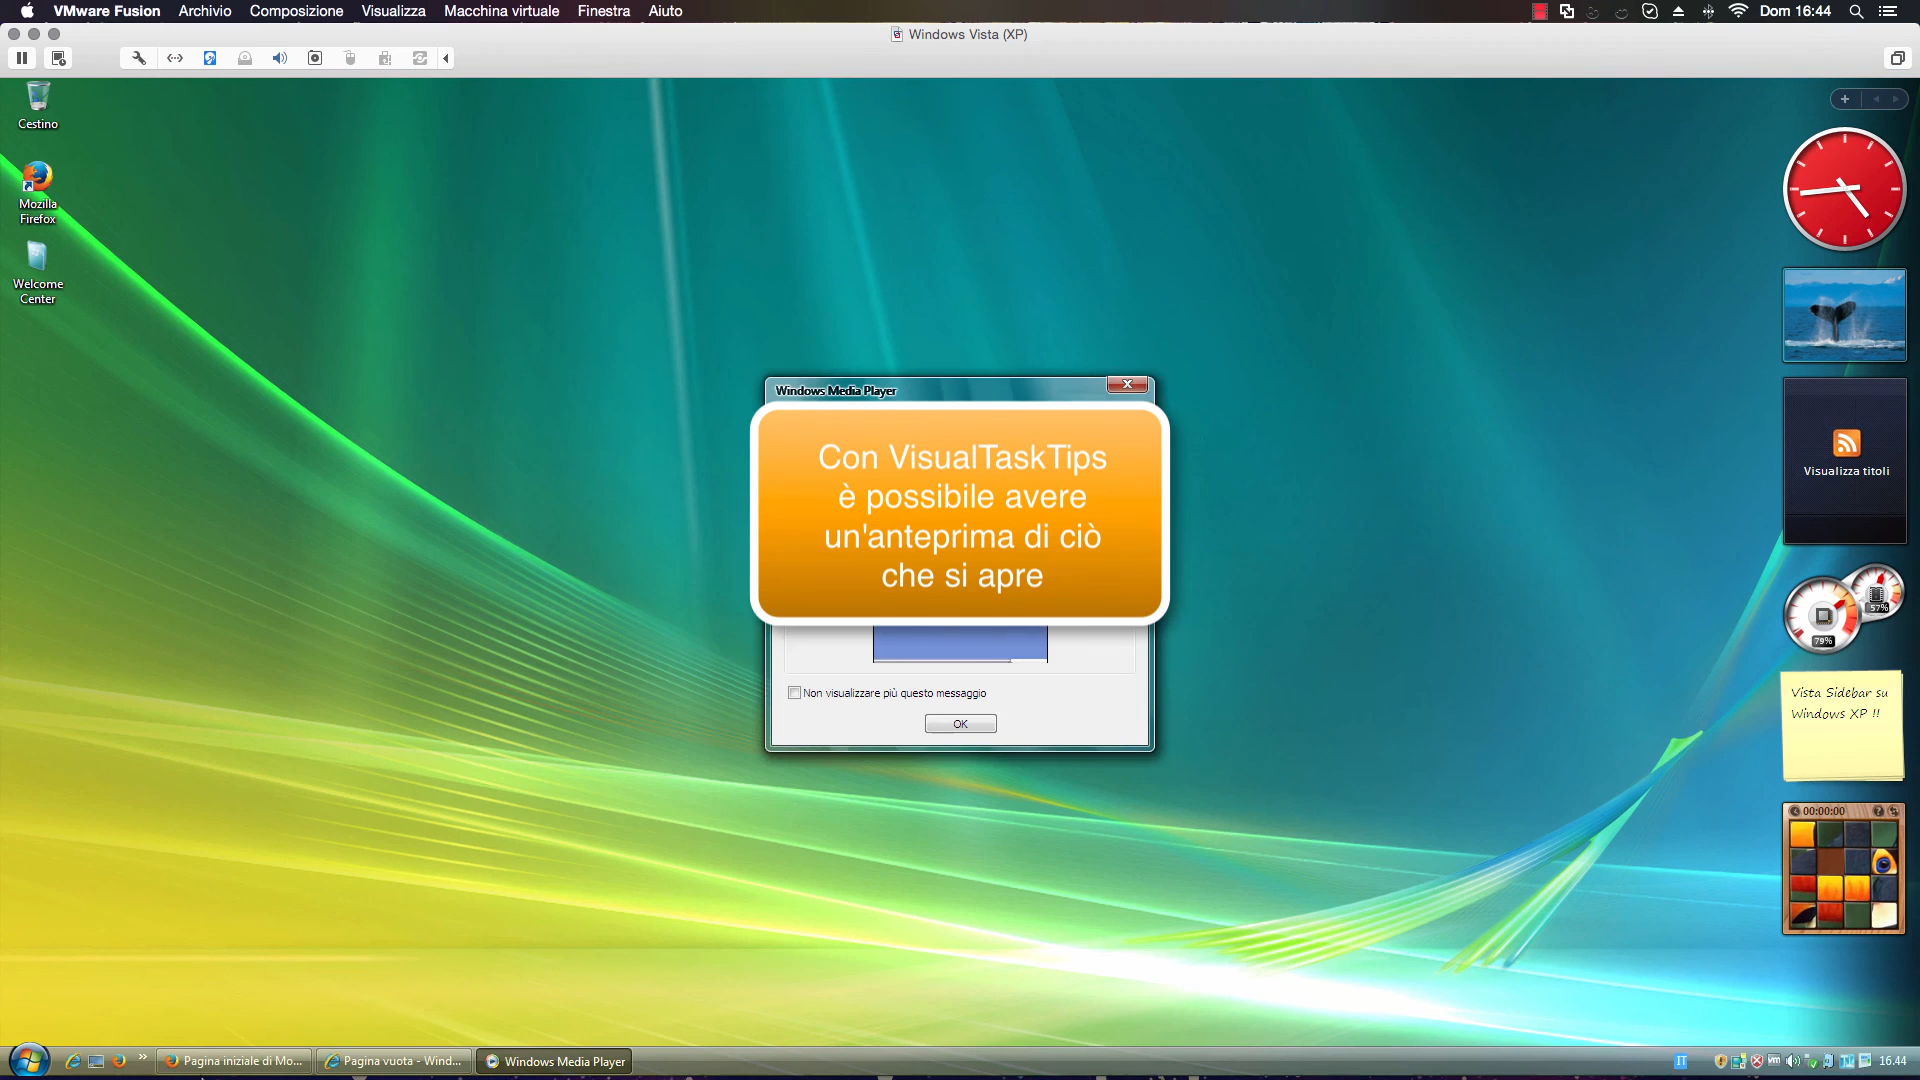 VMware Fusion Archivio Composizione Visualizza Macchina virtuale Finestra Aiuto Dom 16:44
Windows Vista (XP)
Cestino
Mozilla
Firefox
Welcome
Center
Windows Media Player
Con VisualTaskTips
è possibile avere
un'anteprima di ciò
che si apre
Non visualizzare più questo messaggio
OK
Visualizza titoli
57%
79%
Vista Sidebar su
Windows XP !!
00:00:00
Pagina iniziale di Mo... Pagina vuota - Wind... Windows Media Player IT 16.44